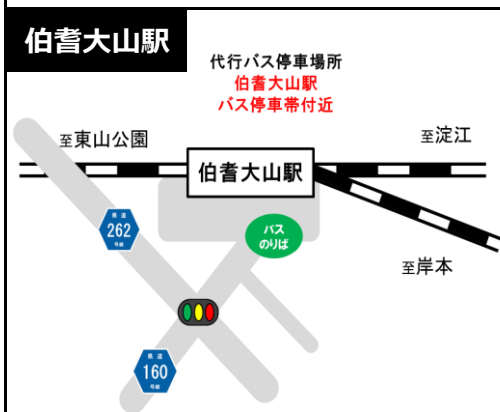 伯耆大山駅
代行バス停車場所
伯耆大山駅
バス停車帯付近
至東山公園
至淀江
伯耆大山駅
県道
262
号線
バス
のりば
至岸本
県道
160
号線